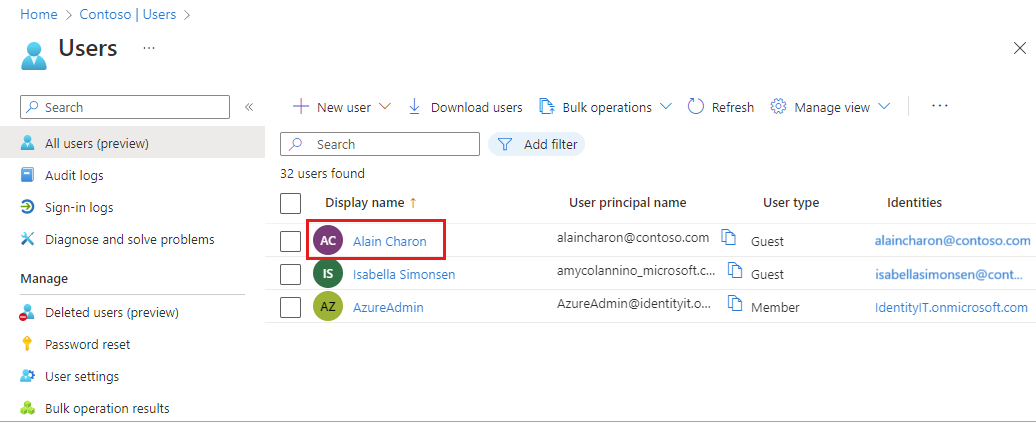 Home > Contoso | Users >
Users ...
Search «
All users (preview)
Audit logs
Sign-in logs
Diagnose and solve problems
Manage
Deleted users (preview)
Password reset
User settings
Bulk operation results
New user Download users Bulk operations Refresh Manage view ...
Search Add filter
32 users found
Display name ↑ User principal name User type Identities
AC Alain Charon alaincharon@contoso.com Guest alaincharon@contoso.com
IS Isabella Simonsen amycolannino_microsoft.c... Guest isabellasimonsen@cont...
AZ AzureAdmin AzureAdmin@identityit.o... Member IdentityIT.onmicrosoft.com